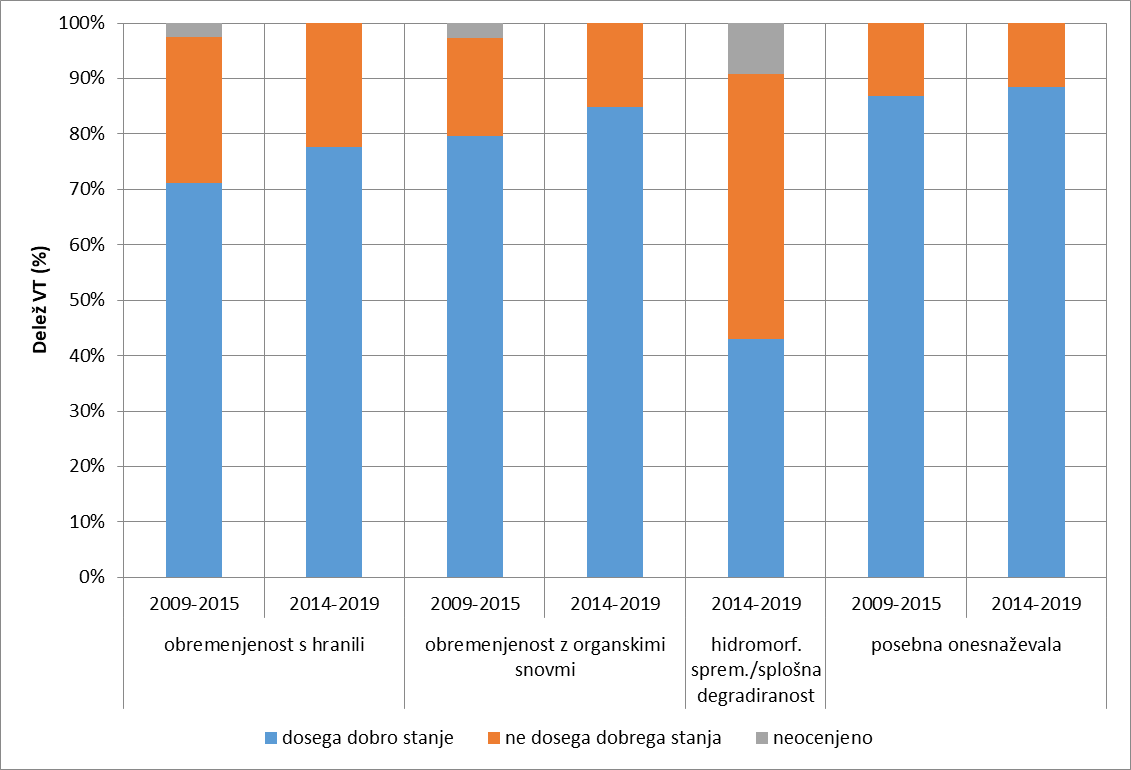 100%
90%
80%
70%
60%
50%
40%
30%
20%
10%
0%
Delež VT (%)
2009-2015
2014-2019
2009-2015
2014-2019
2014-2019
2009-2015
2014-2019
obremenjenost s hranili
obremenjenost z organskimi
snovmi
hidromorf.
sprem./splošna
degradiranost
posebna onesnaževala
dosega dobro stanje
ne dosega dobrega stanja
neocenjeno